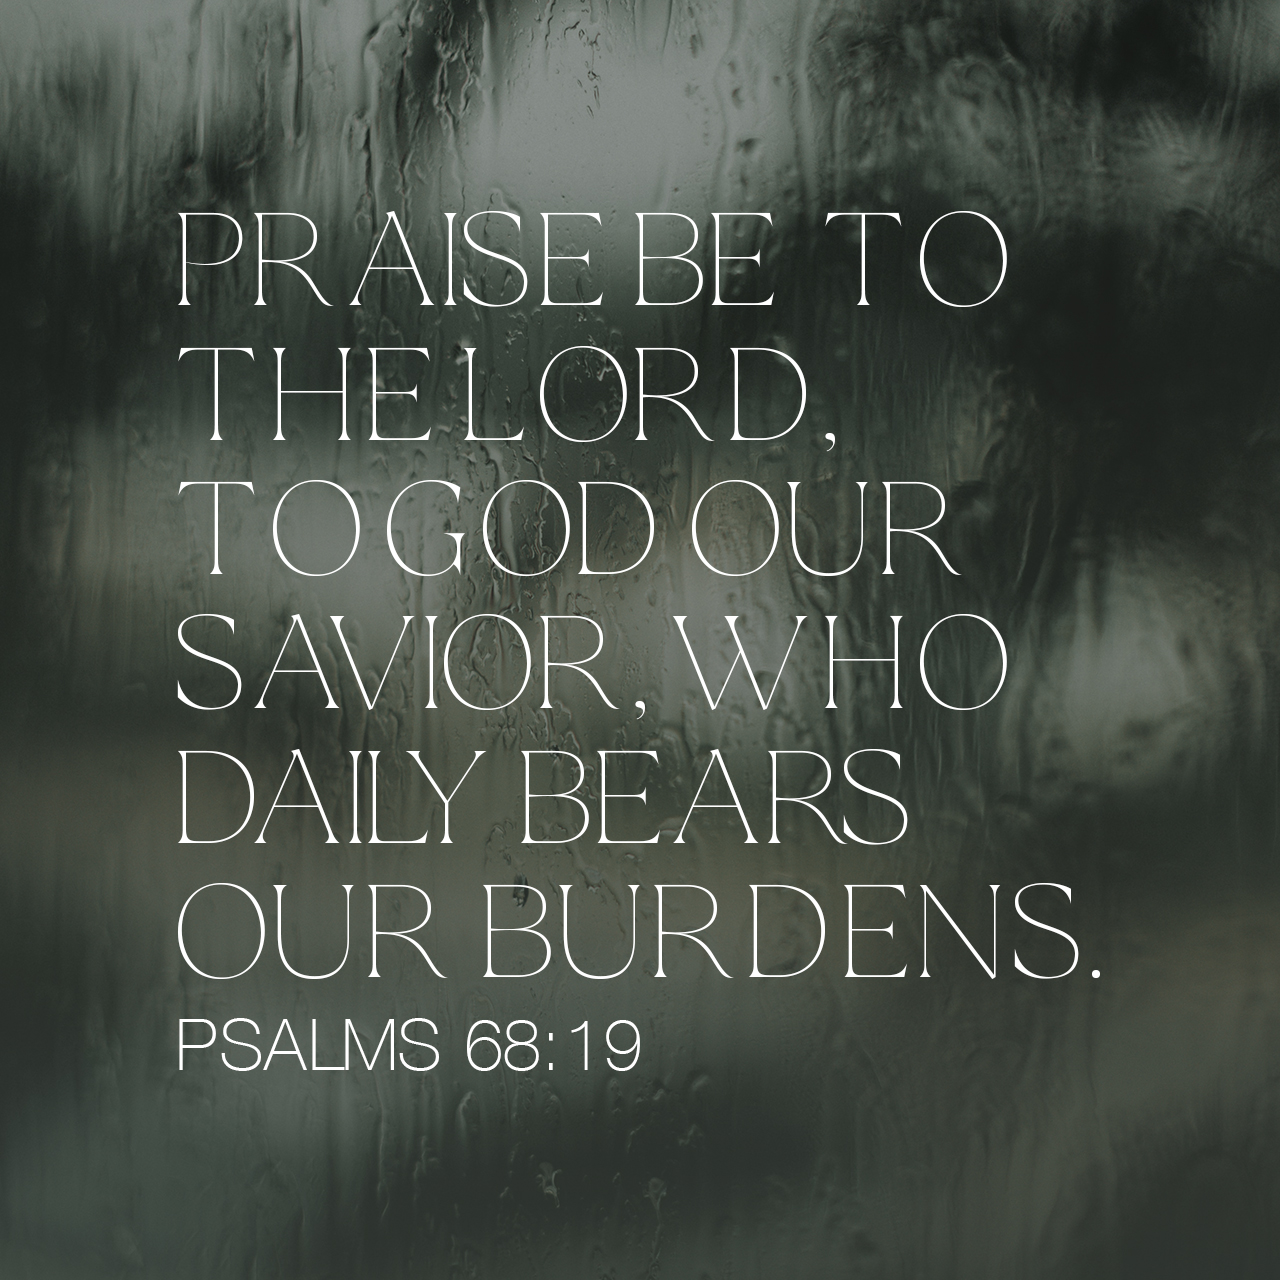 PRAISE BE TO
THE LORD,
TO GOD OUR
SAVIOR, WHO
DAILY BEARS
OUR BURDENS.
PSALMS 68:19